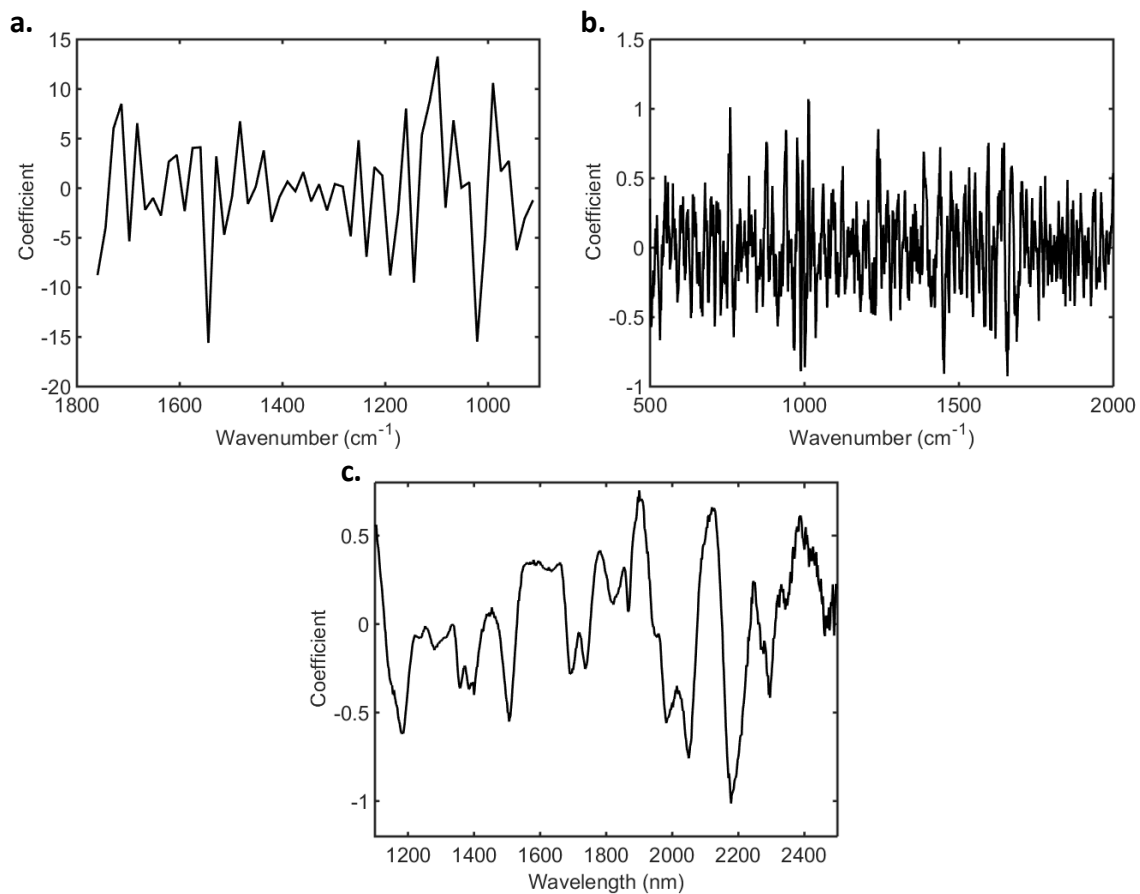 a.
15
10
5
0
-5
-10
-15
-20
Coefficient
1800 1600 1400 1200 1000
Wavenumber (cm⁻¹)
b.
1.5
1
0.5
0
-0.5
-1
Coefficient
500 1000 1500 2000
Wavenumber (cm⁻¹)
c.
0.5
0
-0.5
-1
Coefficient
1200 1400 1600 1800 2000 2200 2400
Wavelength (nm)